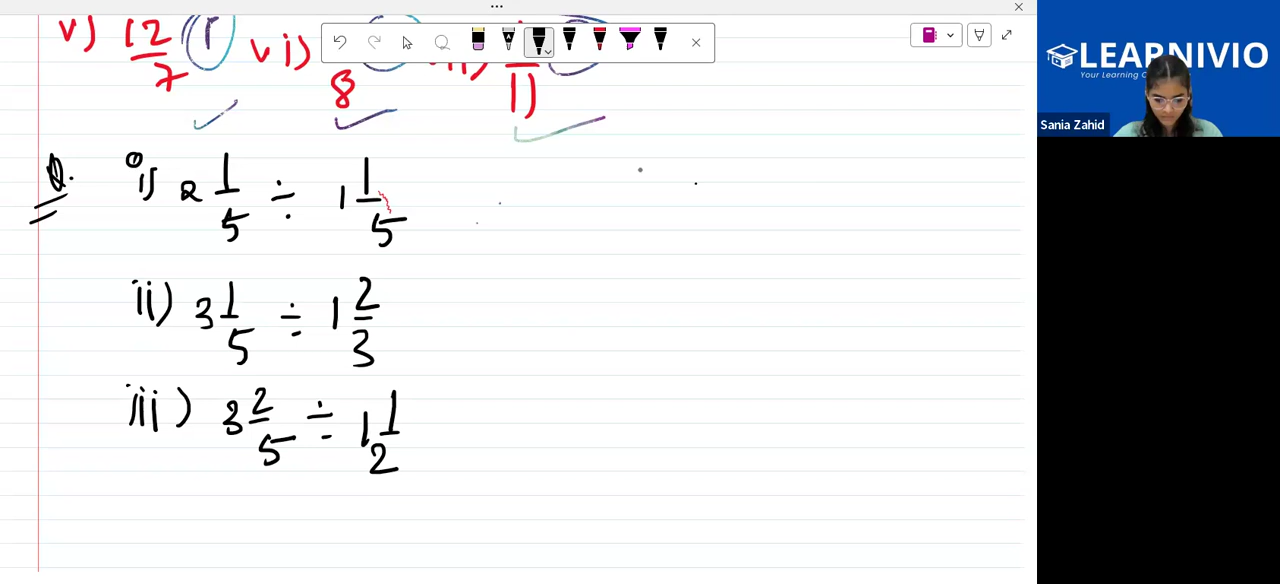 v) 12/7 vi) /8 /11
LEARNIVIO
Sania Zahid
Q. i) 2 1/5 ÷ 1 1/5
ii) 3 1/5 ÷ 1 2/3
iii) 3 2/5 ÷ 1 1/2